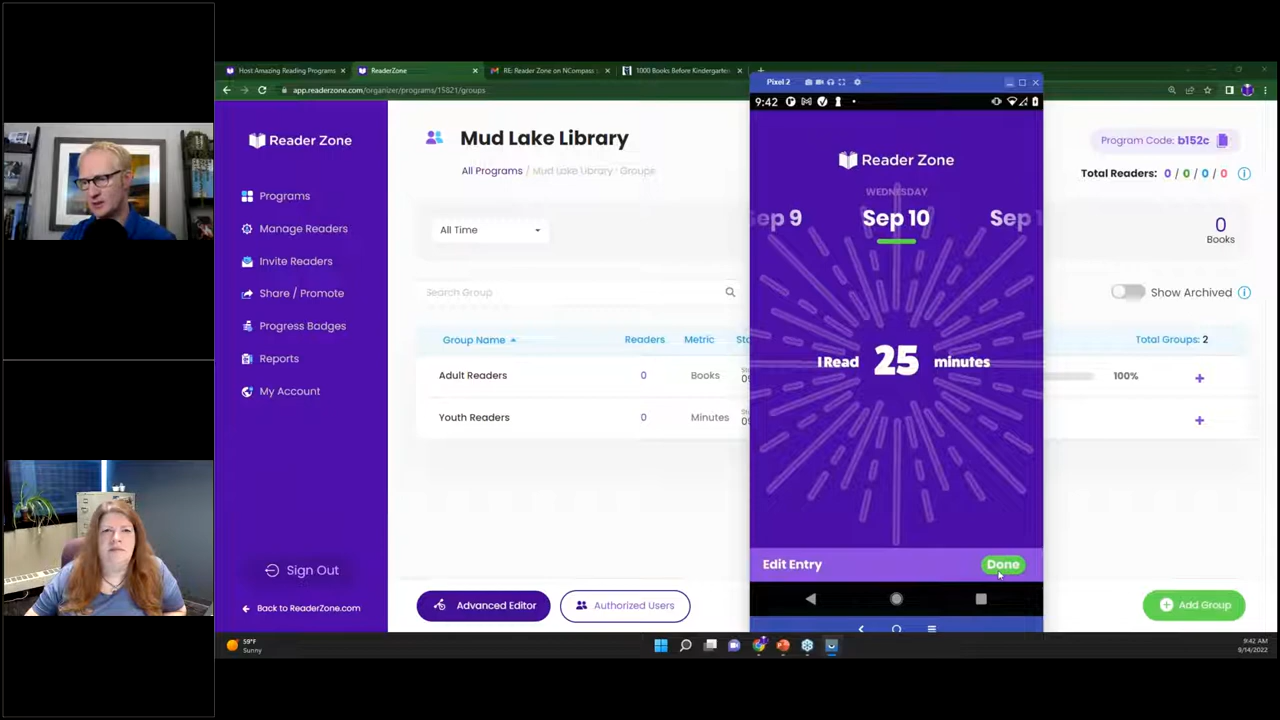 Host Amazing Reading Programs
ReaderZone
RE: Reader Zone on NCompass
1000 Books Before Kindergarten
app.readerzone.com/organizer/programs/15821/groups
Reader Zone
Programs
Manage Readers
Invite Readers
Share / Promote
Progress Badges
Reports
My Account
Sign Out
Back to ReaderZone.com
Mud Lake Library
All Programs / Mud Lake Library - Groups
Program Code: b152c
Total Readers: 0 / 0 / 0 / 0
All Time
0
Books
Search Group
Show Archived
Group Name Readers Metric Total Groups: 2
Adult Readers 0 Books 100%
Youth Readers 0 Minutes
Advanced Editor
Authorized Users
Add Group
Pixel 2
9:42
Reader Zone
WEDNESDAY
Sep 9 Sep 10 Sep
I Read 25 minutes
Edit Entry
Done
59°F
Sunny
9:42 AM
9/14/2022